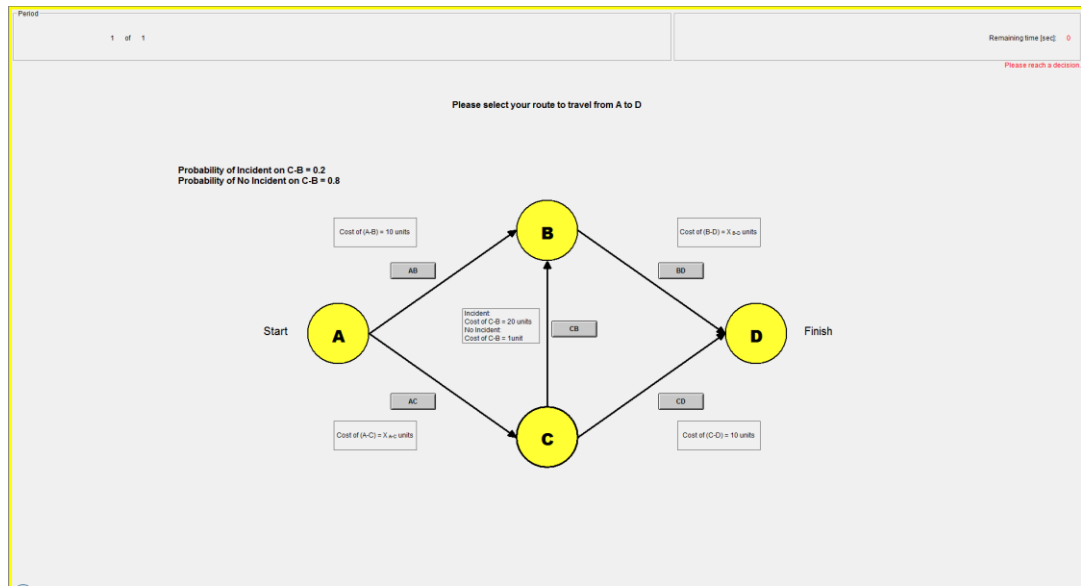 Period
1 of 1
Remaining time [sec]: 0
Please reach a decision
Please select your route to travel from A to D
Probability of Incident on C-B = 0.2
Probability of No Incident on C-B = 0.8
Cost of (A-B) = 10 units
B
Cost of (B-D) = X B-D units
AB
BD
Incident:
Cost of C-B = 20 units
No Incident:
Cost of C-B = 1unit
CB
Start
A
D
Finish
AC
CD
Cost of (A-C) = X A-C units
C
Cost of (C-D) = 10 units